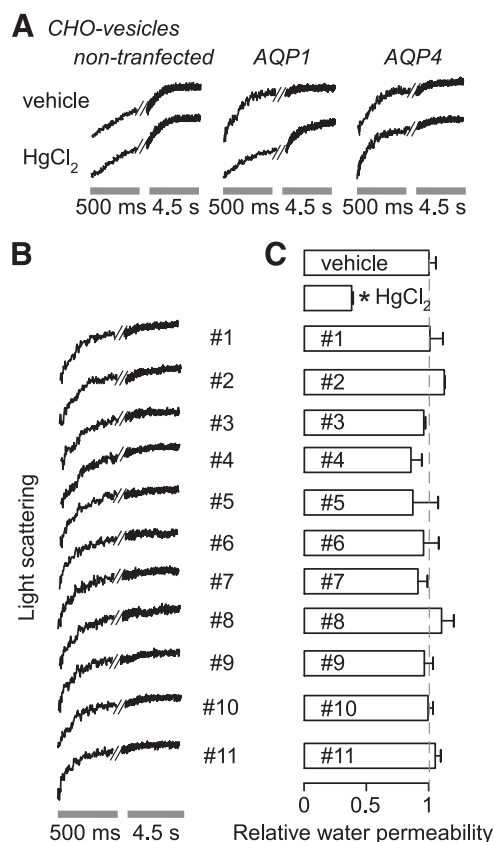 A CHO-vesicles
non-tranfected AQP1 AQP4
vehicle
HgCl2
500 ms 4.5 s 500 ms 4.5 s 500 ms 4.5 s
B
Light scattering
#1
#2
#3
#4
#5
#6
#7
#8
#9
#10
#11
500 ms 4.5 s
C
vehicle
* HgCl2
#1
#2
#3
#4
#5
#6
#7
#8
#9
#10
#11
0 0.5 1
Relative water permeability